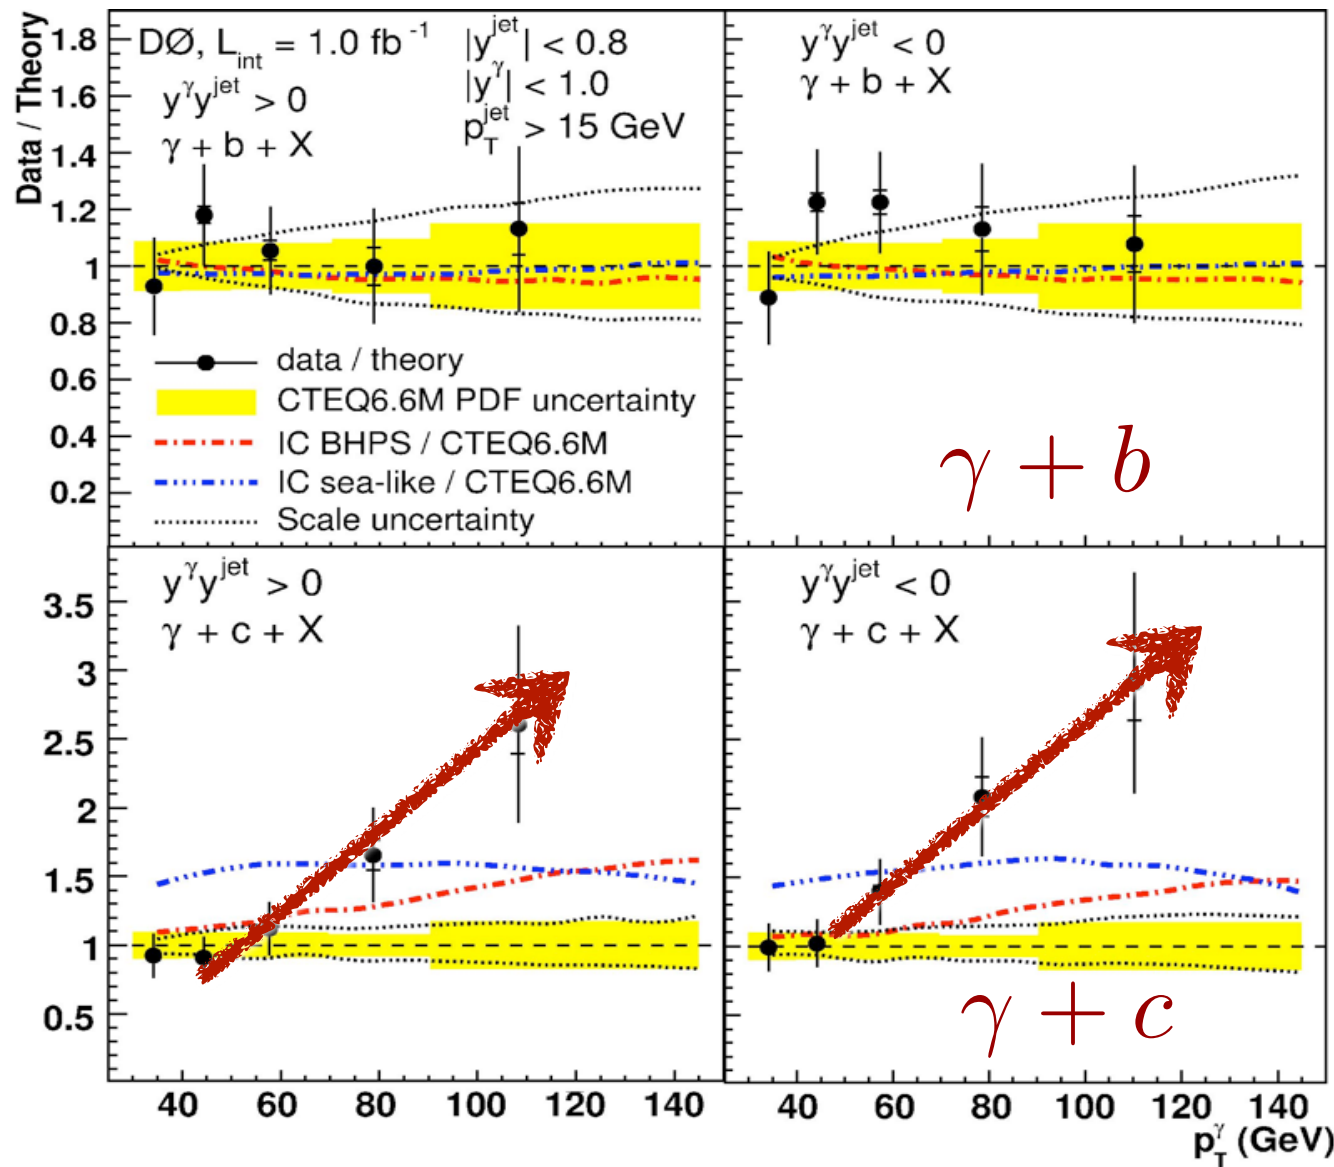 Data / Theory
1.8
1.6
1.4
1.2
1
0.8
0.6
0.4
0.2
DØ, L_int = 1.0 fb⁻¹
y^γ y^jet > 0
γ + b + X
|y^jet| < 0.8
|y^γ| < 1.0
p_T^jet > 15 GeV
data / theory
CTEQ6.6M PDF uncertainty
IC BHPS / CTEQ6.6M
IC sea-like / CTEQ6.6M
Scale uncertainty
y^γ y^jet < 0
γ + b + X
γ + b
3.5
3
2.5
2
1.5
1
0.5
y^γ y^jet > 0
γ + c + X
y^γ y^jet < 0
γ + c + X
γ + c
40 60 80 100 120 140
40 60 80 100 120 140
p_T^γ (GeV)